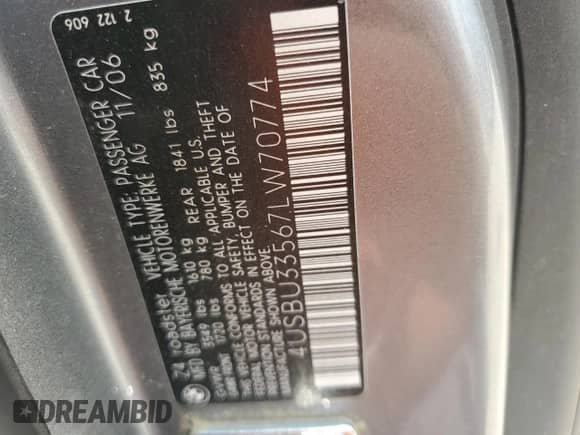 Z4 roadster VEHICLE TYPE: PASSENGER CAR
MFD BY BAYERISCHE MOTORENWERKE AG 11/06
GVWR 3549 lbs 1610 kg REAR 1841 lbs 835 kg
1720 lbs 780 kg
THIS VEHICLE CONFORMS TO ALL APPLICABLE U.S.
FEDERAL MOTOR VEHICLE SAFETY, BUMPER AND THEFT
PREVENTION STANDARDS IN EFFECT ON THE DATE OF
MANUFACTURE SHOWN ABOVE.
4USBU33567LW70774
2 122 606
DREAMBID